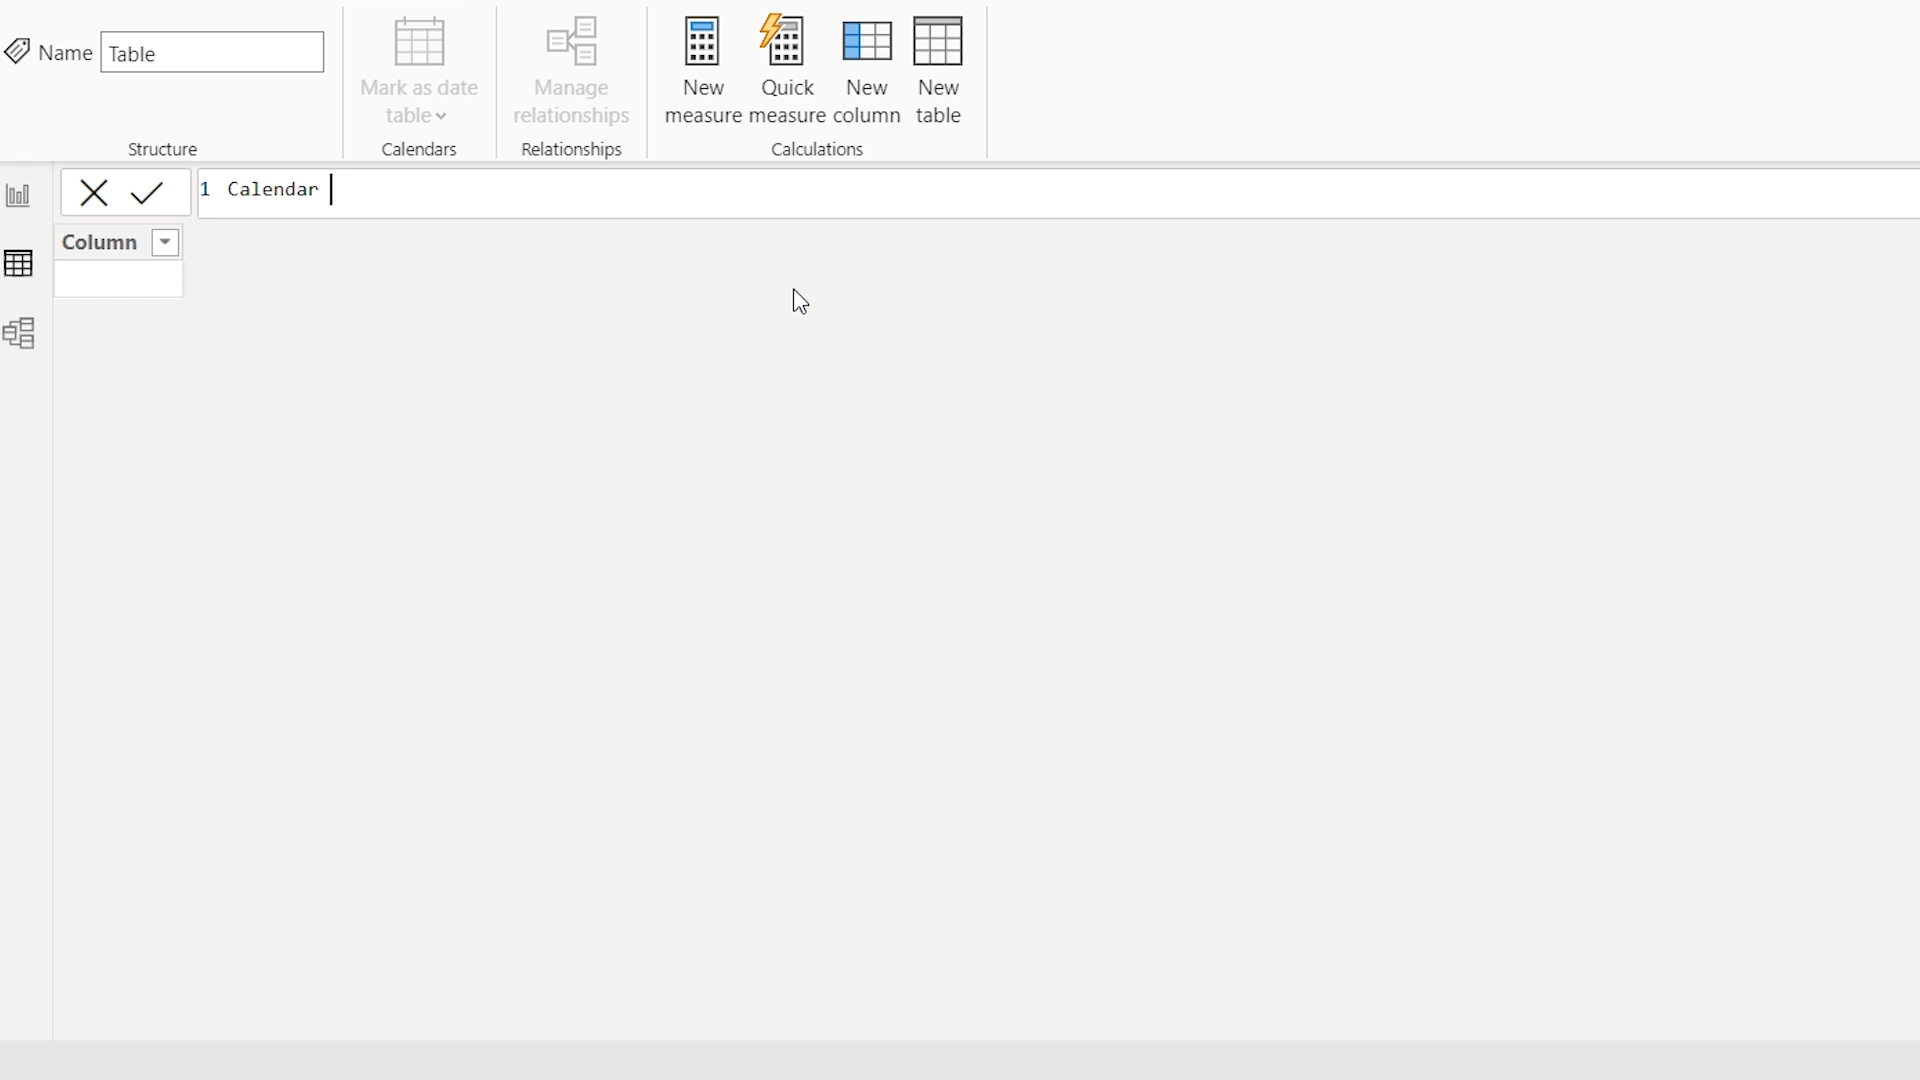 Name
Table
Mark as date
table
Calendars
Manage
relationships
Relationships
New
measure
Quick
measure
New
column
New
table
Structure
Calculations
1 Calendar
Column